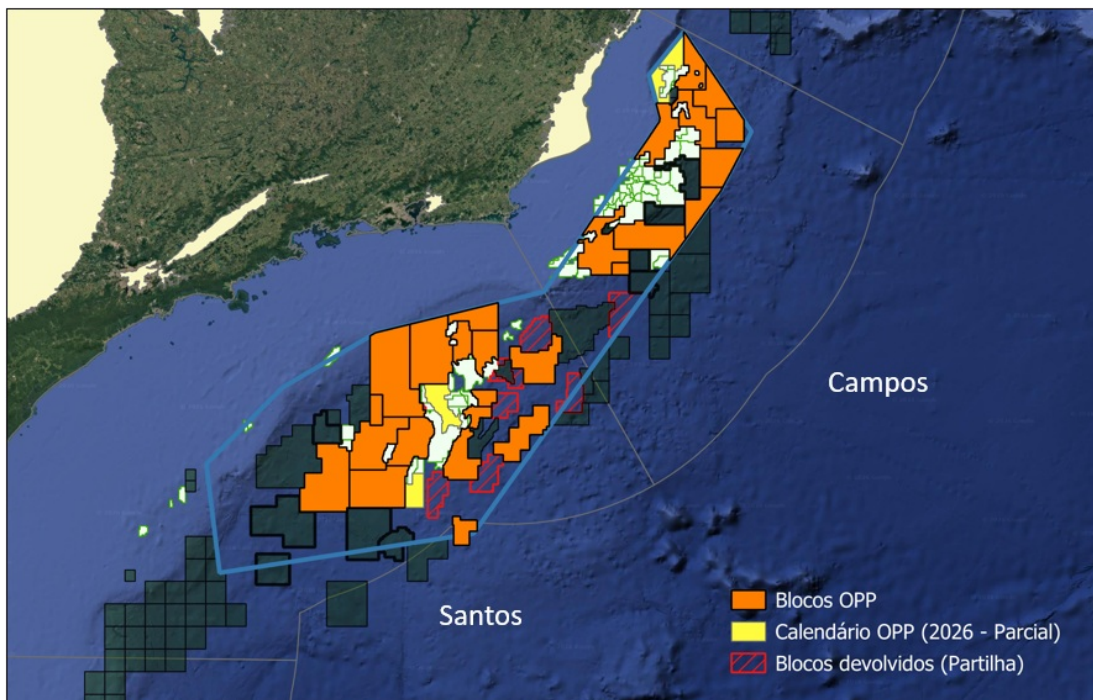 Campos
Santos
Blocos OPP
Calendário OPP (2026 - Parcial)
Blocos devolvidos (Partilha)